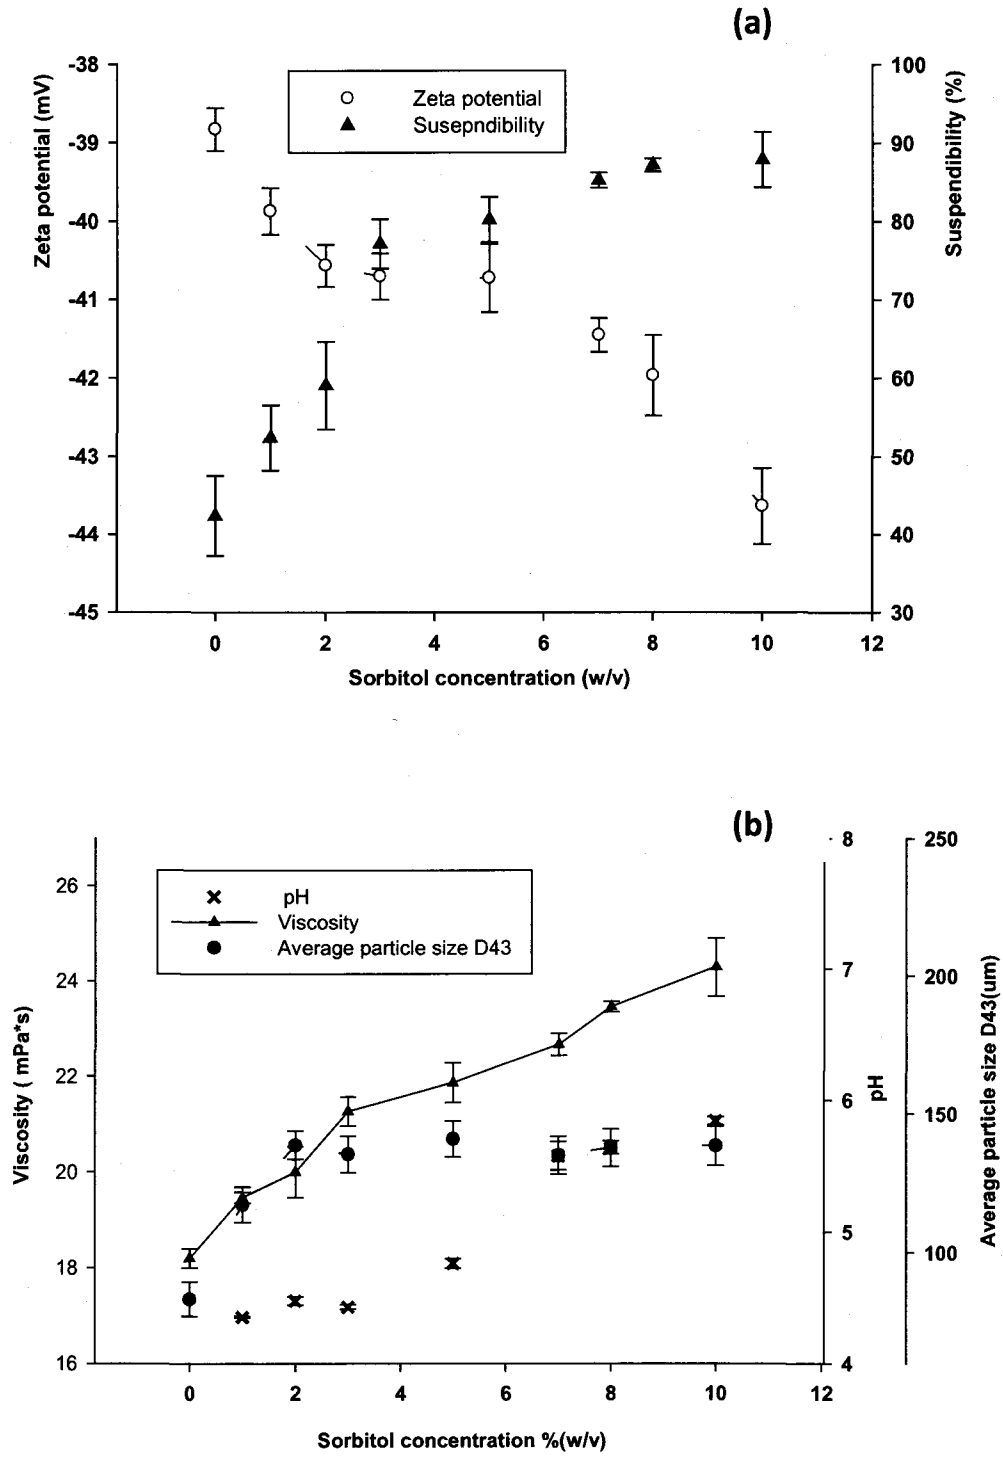 (a)
Zeta potential (mV)
-38
-39
-40
-41
-42
-43
-44
-45
Zeta potential
Susepndibility
100
90
80
70
60
50
40
30
Suspendibility (%)
0 2 4 6 8 10 12
Sorbitol concentration (w/v)
(b)
Viscosity ( mPa*s)
26
24
22
20
18
16
pH
Viscosity
Average particle size D43
8
7
6
5
4
pH
250
200
150
100
Average particle size D43(um)
0 2 4 6 8 10 12
Sorbitol concentration %(w/v)